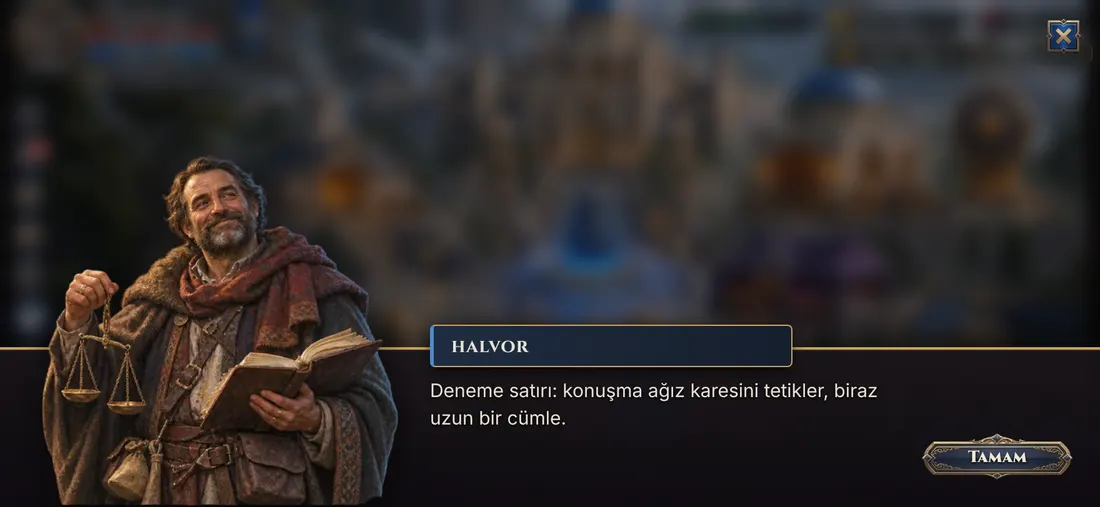 HALVOR
Deneme satırı: konuşma ağız karesini tetikler, biraz
uzun bir cümle.
TAMAM